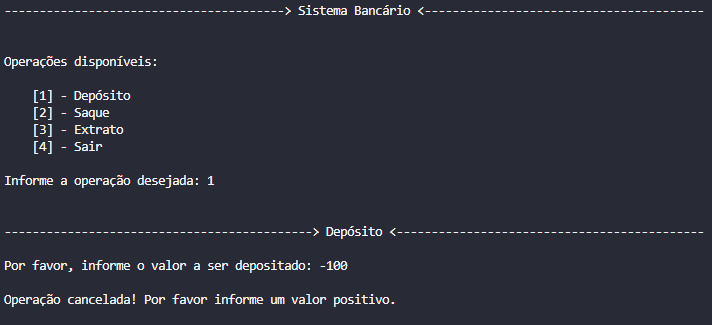 ----------------------------------------> Sistema Bancário <----------------------------------------
Operações disponíveis:
[1] - Depósito
[2] - Saque
[3] - Extrato
[4] - Sair
Informe a operação desejada: 1
--------------------------------------------> Depósito <--------------------------------------------
Por favor, informe o valor a ser depositado: -100
Operação cancelada! Por favor informe um valor positivo.